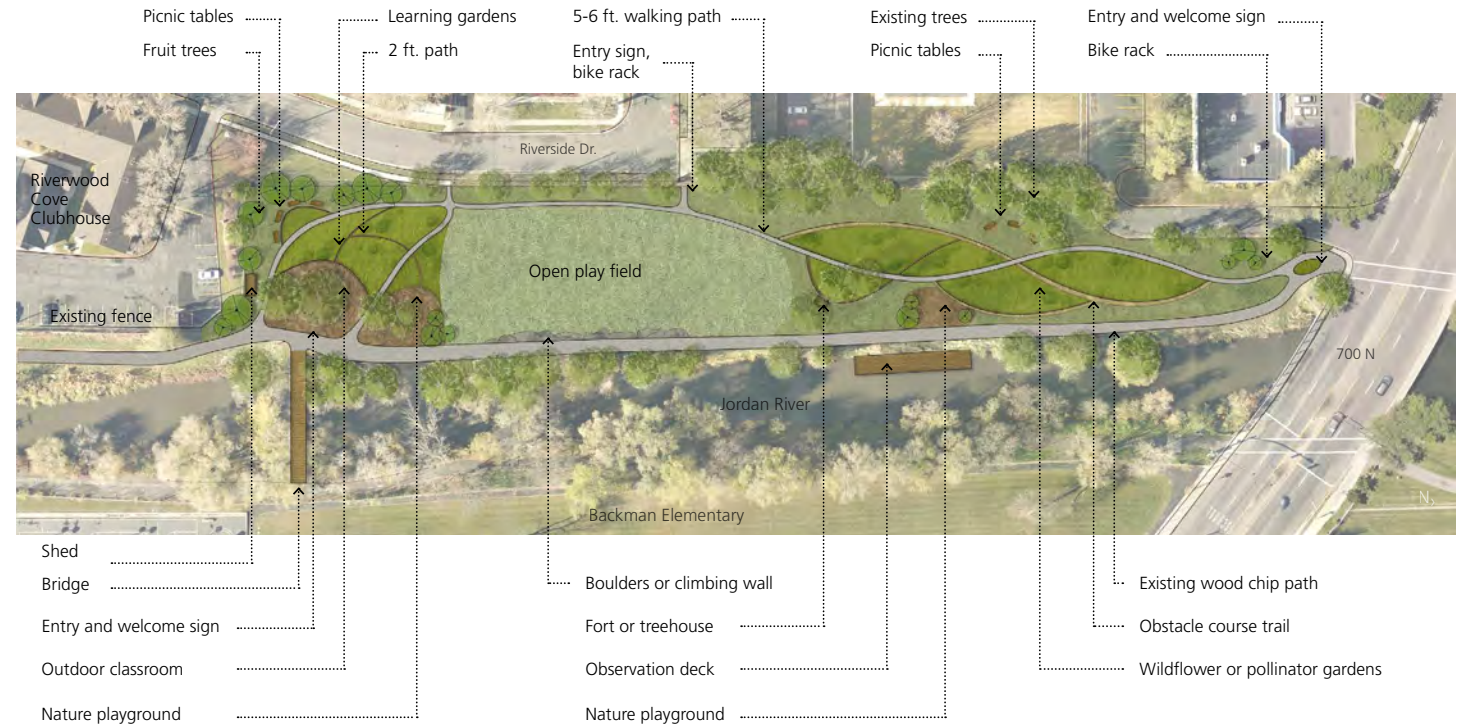 Picnic tables
Learning gardens
5-6 ft. walking path
Existing trees
Entry and welcome sign
Fruit trees
2 ft. path
Entry sign,
bike rack
Picnic tables
Bike rack
Riverside Dr.
Riverwood
Cove
Clubhouse
Open play field
Existing fence
700 N
Jordan River
N
Backman Elementary
Shed
Bridge
Boulders or climbing wall
Existing wood chip path
Entry and welcome sign
Fort or treehouse
Obstacle course trail
Outdoor classroom
Observation deck
Wildflower or pollinator gardens
Nature playground
Nature playground